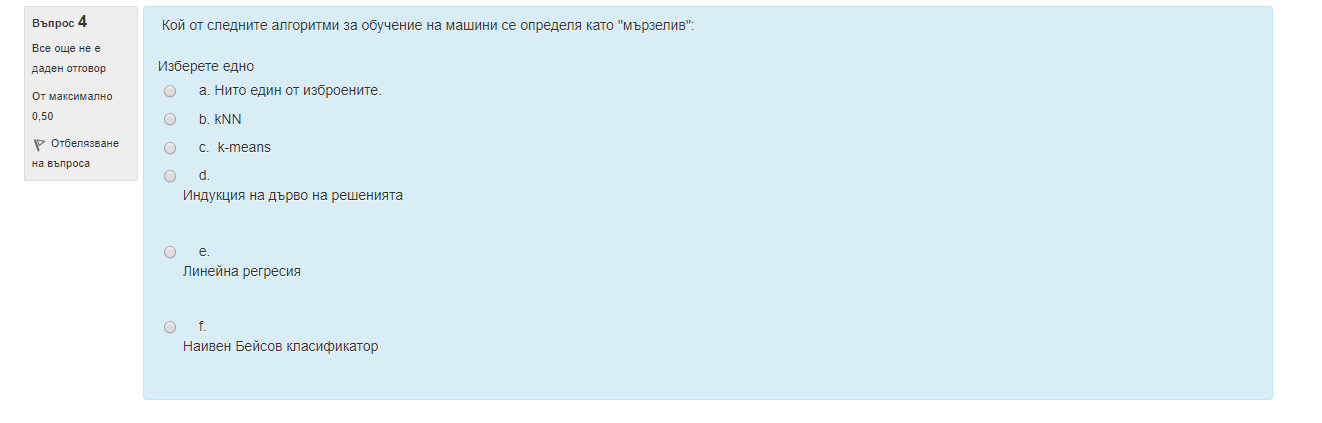 Въпрос 4
Все още не е
даден отговор
От максимално
0,50
Отбелязване
на въпроса
Кой от следните алгоритми за обучение на машини се определя като "мързелив":
Изберете едно
a. Нито един от изброените.
b. kNN
c. k-means
d.
Индукция на дърво на решенията
e.
Линейна регресия
f.
Наивен Бейсов класификатор